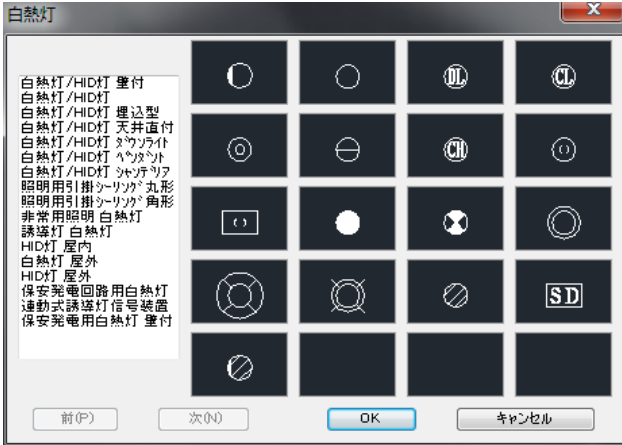 白熱灯
X
白熱灯/HID灯 壁付
白熱灯/HID灯
白熱灯/HID灯 埋込型
白熱灯/HID灯 天井直付
白熱灯/HID灯 ﾀﾞｳﾝﾗｲﾄ
白熱灯/HID灯 ﾍﾟﾝﾀﾞﾝﾄ
白熱灯/HID灯 ｼｬﾝﾃﾞﾘｱ
照明用引掛ｼｰﾘﾝｸﾞ丸形
照明用引掛ｼｰﾘﾝｸﾞ角形
非常用照明 白熱灯
誘導灯 白熱灯
HID灯 屋内
白熱灯 屋外
HID灯 屋外
保安発電回路用白熱灯
連動式誘導灯信号装置
保安発電用白熱灯 壁付
DL CL
CH
SD
前(P) 次(N) OK キャンセル